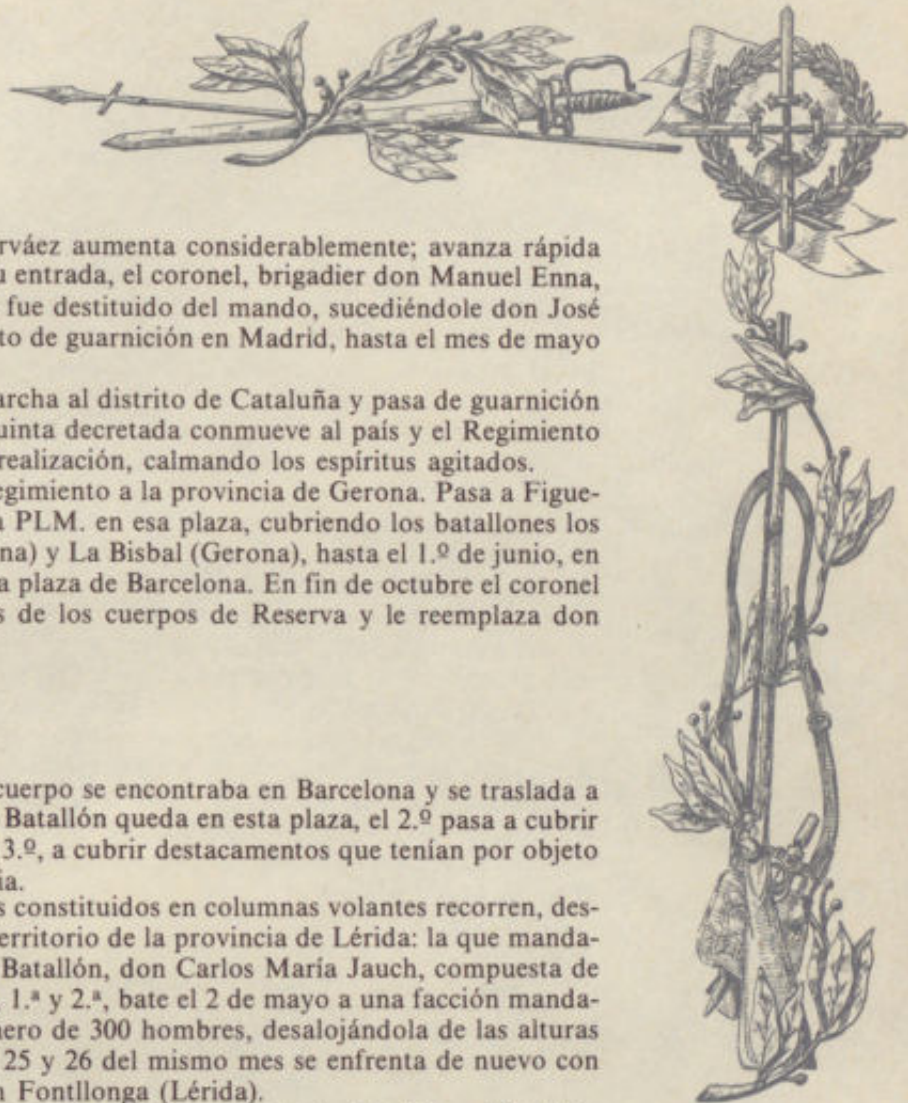 rváez aumenta considerablemente; avanza rápida
u entrada, el coronel, brigadier don Manuel Enna,
fue destituido del mando, sucediéndole don José
to de guarnición en Madrid, hasta el mes de mayo
archa al distrito de Cataluña y pasa de guarnición
uinta decretada conmueve al país y el Regimiento
realización, calmando los espíritus agitados.
egimiento a la provincia de Gerona. Pasa a Figue-
a PLM. en esa plaza, cubriendo los batallones los
na) y La Bisbal (Gerona), hasta el 1.º de junio, en
a plaza de Barcelona. En fin de octubre el coronel
s de los cuerpos de Reserva y le reemplaza don
cuerpo se encontraba en Barcelona y se traslada a
Batallón queda en esta plaza, el 2.º pasa a cubrir
3.º, a cubrir destacamentos que tenían por objeto
ia.
s constituidos en columnas volantes recorren, des-
erritorio de la provincia de Lérida: la que manda-
Batallón, don Carlos María Jauch, compuesta de
1.ª y 2.ª, bate el 2 de mayo a una facción manda-
nero de 300 hombres, desalojándola de las alturas
25 y 26 del mismo mes se enfrenta de nuevo con
n Fontllonga (Lérida).